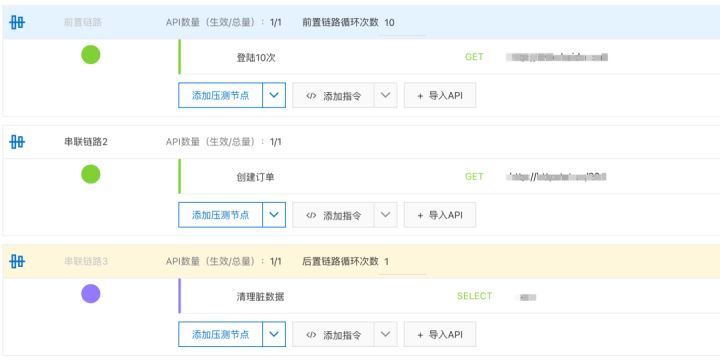 前置链路 API数量（生效/总量）: 1/1 前置链路循环次数 10
登陆10次 GET
添加压测节点 </> 添加指令 + 导入API
串联链路2 API数量（生效/总量）: 1/1
创建订单 GET
添加压测节点 </> 添加指令 + 导入API
串联链路3 API数量（生效/总量）: 1/1 后置链路循环次数 1
清理脏数据 SELECT
添加压测节点 </> 添加指令 + 导入API